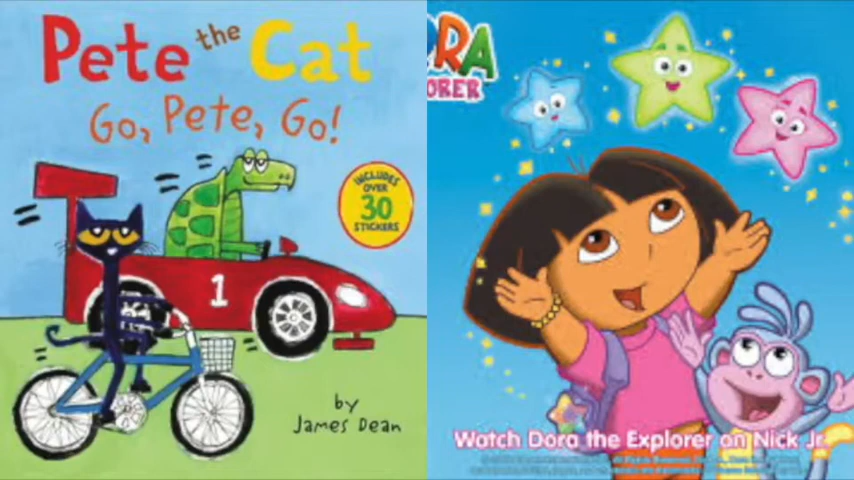 Pete the Cat
Go, Pete, Go!
INCLUDES
OVER
30
STICKERS
1
by
James Dean
ORA
ORER
Watch Dora the Explorer on Nick Jr.